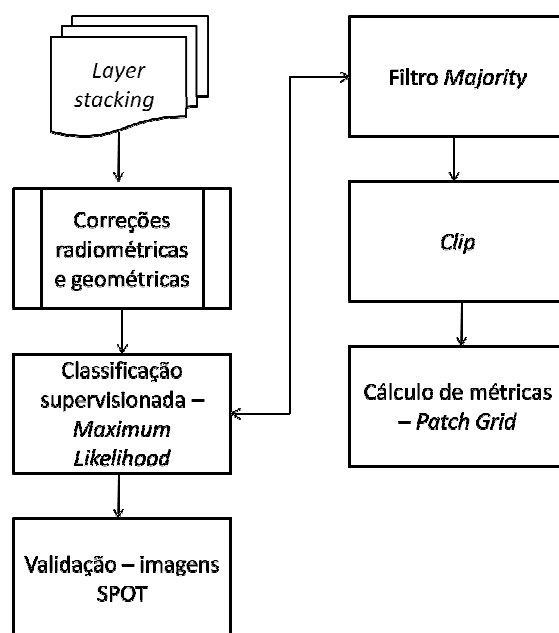 Layer
stacking
Correções
radiométricas
e geométricas
Classificação
supervisionada –
Maximum
Likelihood
Validação – imagens
SPOT
Filtro Majority
Clip
Cálculo de métricas
– Patch Grid